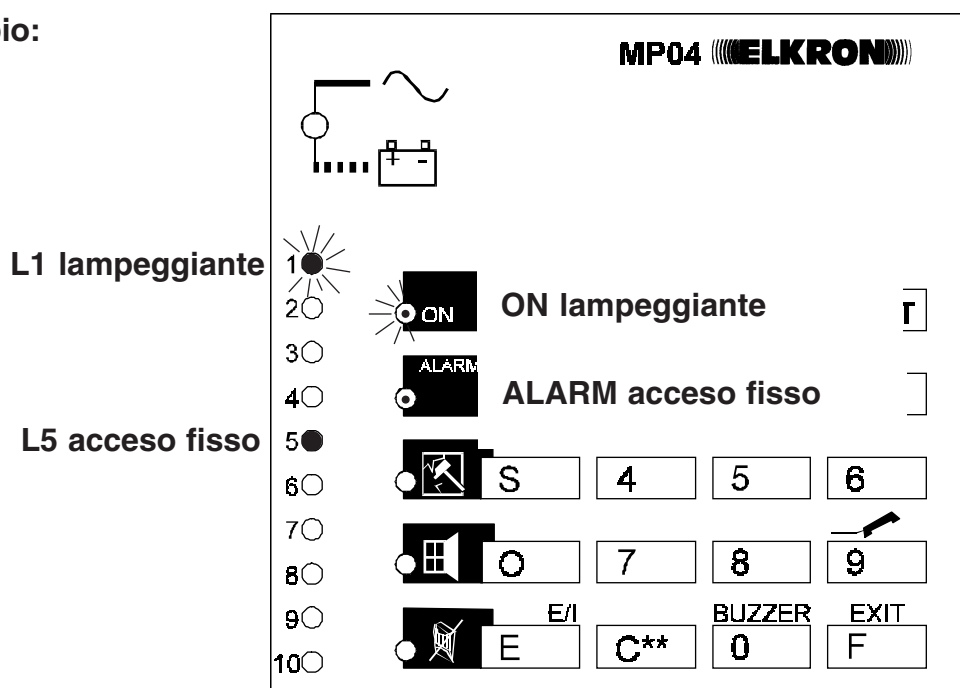 io:
MP04 ELKRON
+ -
L1 lampeggiante 1
2 ON ON lampeggiante
3
ALARM
4 ALARM acceso fisso
L5 acceso fisso 5
6 S 4 5 6
7
8 O 7 8 9
9 E/I BUZZER EXIT
10 E C** 0 F